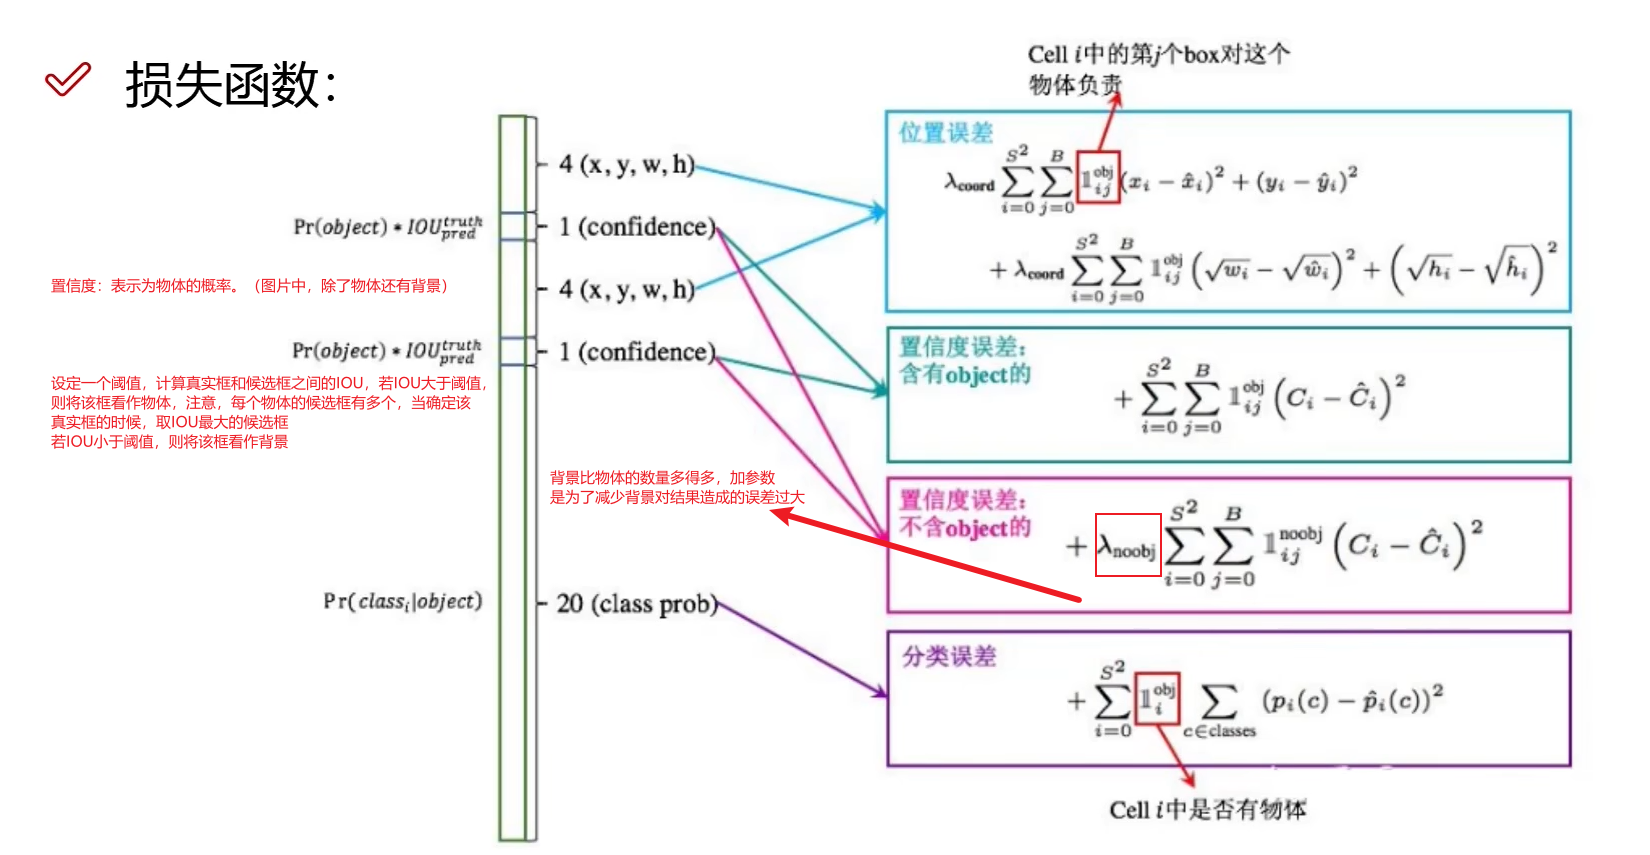 损失函数：
Cell i中的第j个box对这个
物体负责
4 (x, y, w, h)
Pr(object) * IOU^{truth}_{pred}
1 (confidence)
置信度：表示为物体的概率。（图片中，除了物体还有背景）
4 (x, y, w, h)
Pr(object) * IOU^{truth}_{pred}
1 (confidence)
设定一个阈值，计算真实框和候选框之间的IOU，若IOU大于阈值，
则将该框看作物体，注意，每个物体的候选框有多个，当确定该
真实框的时候，取IOU最大的候选框
若IOU小于阈值，则将该框看作背景
背景比物体的数量多得多，加参数
是为了减少背景对结果造成的误差过大
Pr(class_i|object)
20 (class prob)
位置误差
λ_{coord} \sum_{i=0}^{S^2} \sum_{j=0}^{B} 𝟙_{ij}^{obj} (x_i − \hat{x}_i)^2 + (y_i − \hat{y}_i)^2
+ λ_{coord} \sum_{i=0}^{S^2} \sum_{j=0}^{B} 𝟙_{ij}^{obj} (\sqrt{w_i} − \sqrt{\hat{w}_i})^2 + (\sqrt{h_i} − \sqrt{\hat{h}_i})^2
置信度误差：
含有object的
+ \sum_{i=0}^{S^2} \sum_{j=0}^{B} 𝟙_{ij}^{obj} (C_i − \hat{C}_i)^2
置信度误差：
不含object的
+ λ_{noobj} \sum_{i=0}^{S^2} \sum_{j=0}^{B} 𝟙_{ij}^{noobj} (C_i − \hat{C}_i)^2
分类误差
+ \sum_{i=0}^{S^2} 𝟙_{i}^{obj} \sum_{c∈classes} (p_i(c) − \hat{p}_i(c))^2
Cell i中是否有物体